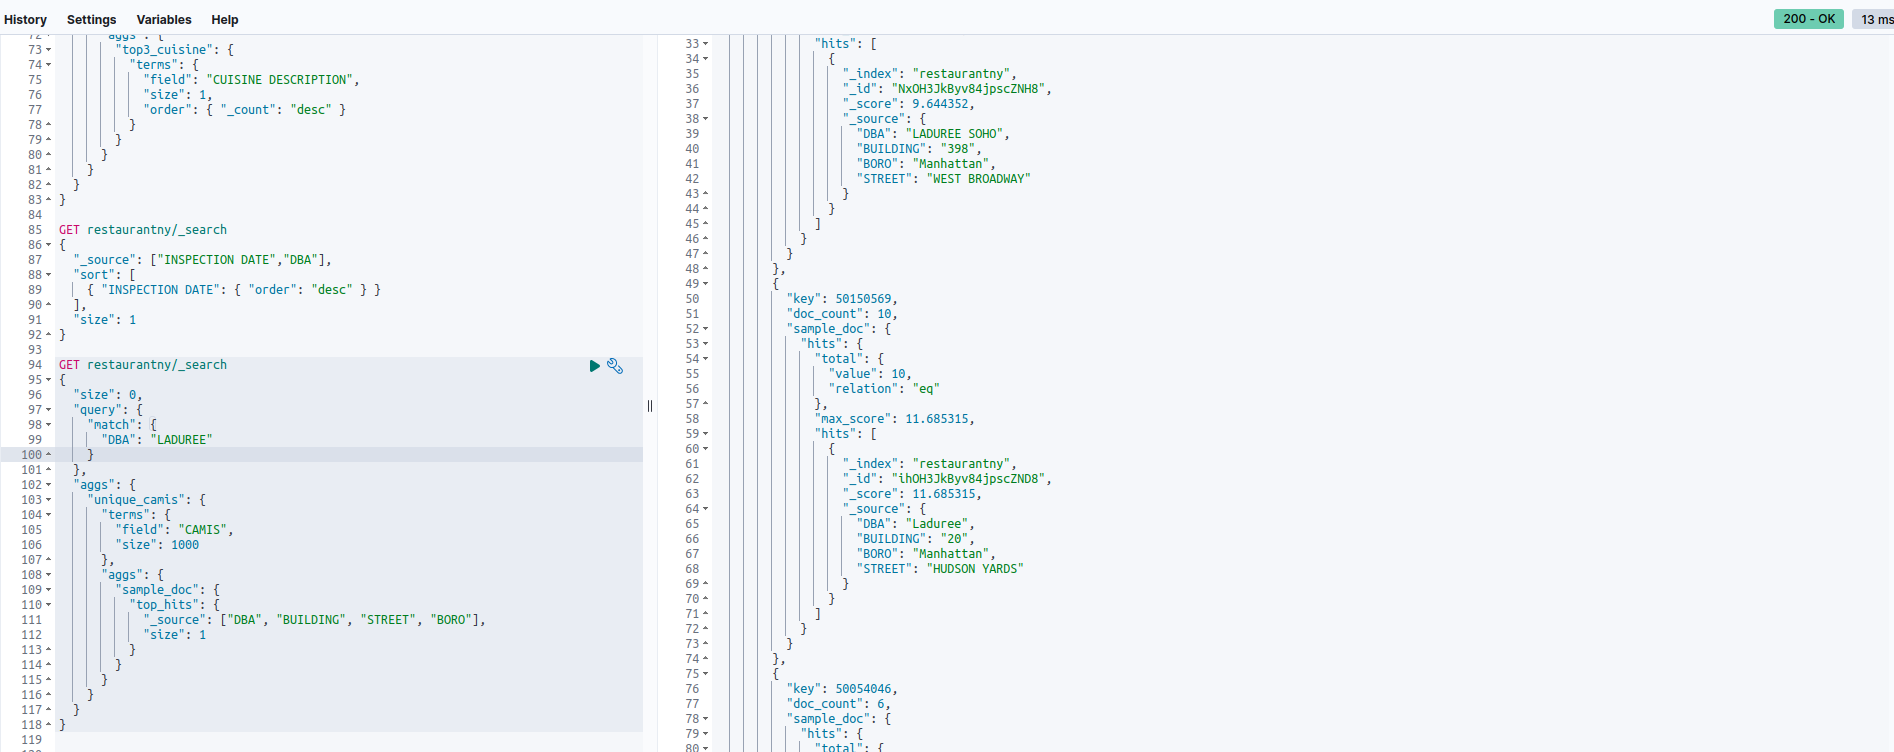 History Settings Variables Help
200 - OK 13 ms
72 "aggs": {
73 "top3_cuisine": {
74 "terms": {
75 "field": "CUISINE DESCRIPTION",
76 "size": 1,
77 "order": { "_count": "desc" }
78 }
79 }
80 }
81 }
82 }
83 }
84
85 GET restaurantny/_search
86 {
87 "_source": ["INSPECTION DATE","DBA"],
88 "sort": [
89 { "INSPECTION DATE": { "order": "desc" } }
90 ],
91 "size": 1
92 }
93
94 GET restaurantny/_search
95 {
96 "size": 0,
97 "query": {
98 "match": {
99 "DBA": "LADUREE"
100 }
101 },
102 "aggs": {
103 "unique_camis": {
104 "terms": {
105 "field": "CAMIS",
106 "size": 1000
107 },
108 "aggs": {
109 "sample_doc": {
110 "top_hits": {
111 "_source": ["DBA", "BUILDING", "STREET", "BORO"],
112 "size": 1
113 }
114 }
115 }
116 }
117 }
118 }
119
33 "hits": [
34 {
35 "_index": "restaurantny",
36 "_id": "NxOH3JkByv84jpscZNH8",
37 "_score": 9.644352,
38 "_source": {
39 "DBA": "LADUREE SOHO",
40 "BUILDING": "398",
41 "BORO": "Manhattan",
42 "STREET": "WEST BROADWAY"
43 }
44 }
45 ]
46 }
47 }
48 },
49 {
50 "key": 50150569,
51 "doc_count": 10,
52 "sample_doc": {
53 "hits": {
54 "total": {
55 "value": 10,
56 "relation": "eq"
57 },
58 "max_score": 11.685315,
59 "hits": [
60 {
61 "_index": "restaurantny",
62 "_id": "ihOH3JkByv84jpscZND8",
63 "_score": 11.685315,
64 "_source": {
65 "DBA": "Laduree",
66 "BUILDING": "20",
67 "BORO": "Manhattan",
68 "STREET": "HUDSON YARDS"
69 }
70 }
71 ]
72 }
73 }
74 },
75 {
76 "key": 50054046,
77 "doc_count": 6,
78 "sample_doc": {
79 "hits": {
80 "total": {